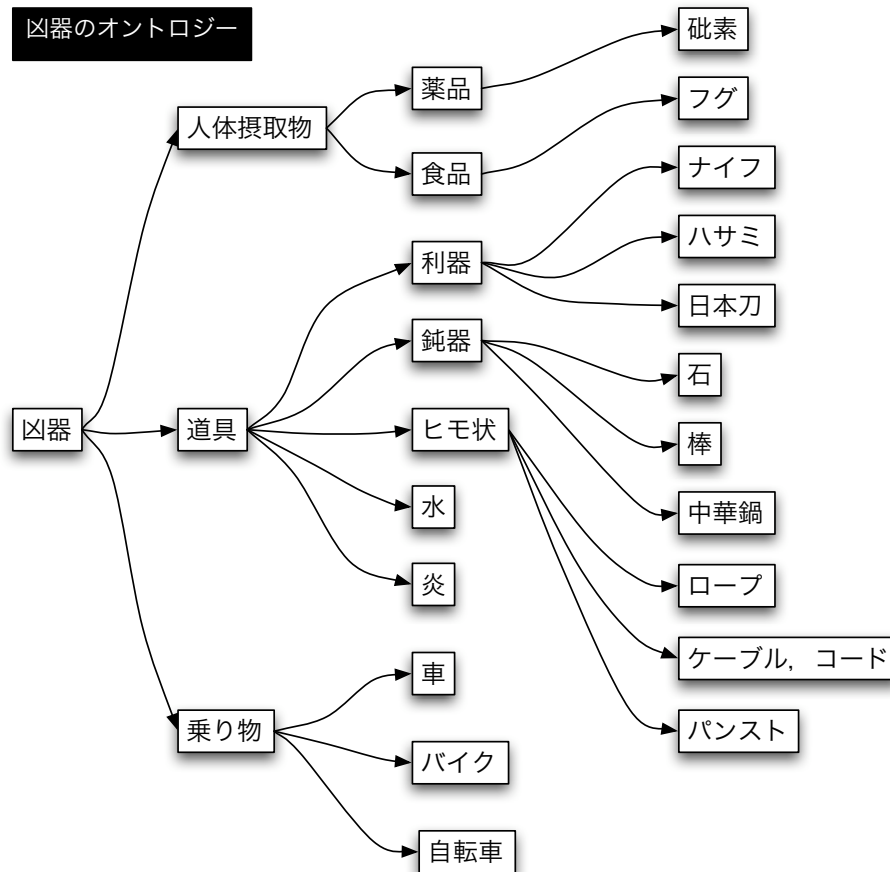 凶器のオントロジー
凶器
人体摂取物
道具
乗り物
薬品
食品
利器
鈍器
ヒモ状
水
炎
車
バイク
自転車
砒素
フグ
ナイフ
ハサミ
日本刀
石
棒
中華鍋
ロープ
ケーブル，コード
パンスト